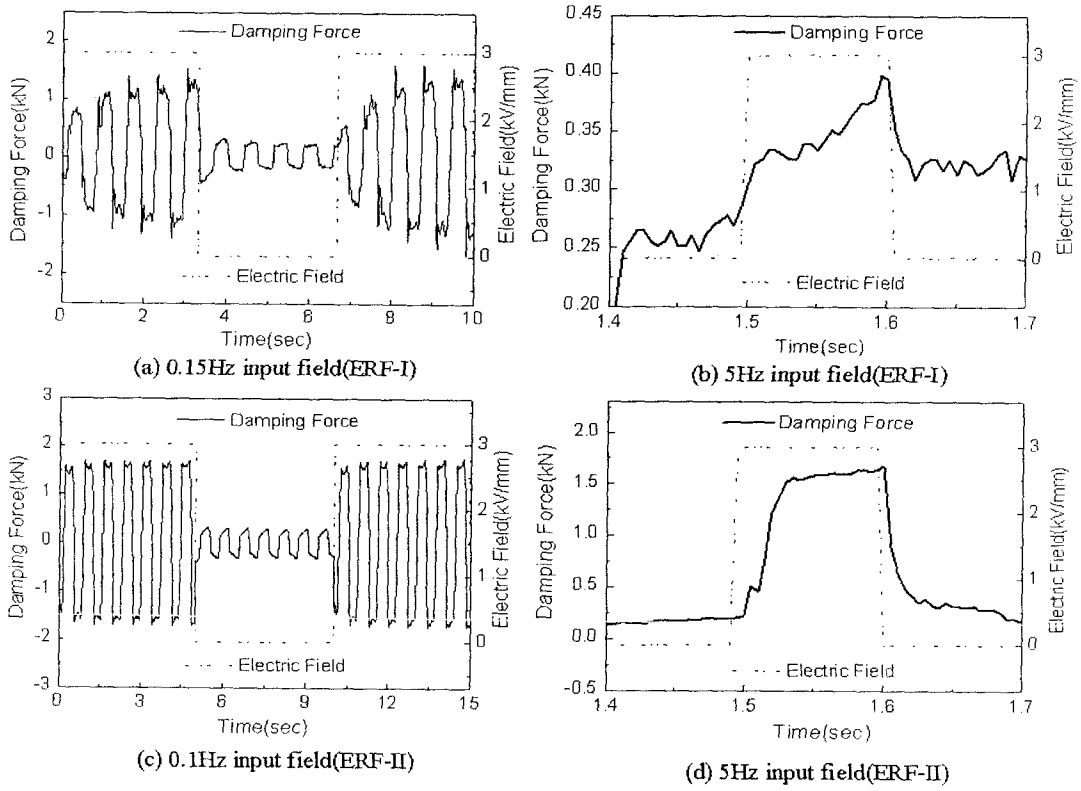 Damping Force
Damping Force(kN)
2
1
0
-1
-2
Electric Field(kV/mm)
3
2
1
0
Electric Field
0 2 4 6 8 10
Time(sec)
(a) 0.15Hz input field(ERF-I)
Damping Force
Damping Force(kN)
0.45
0.40
0.35
0.30
0.25
0.20
Electric Field(kV/mm)
3
2
1
0
Electric Field
1.4 1.5 1.6 1.7
Time(sec)
(b) 5Hz input field(ERF-I)
Damping Force
Damping Force(kN)
3
2
1
0
-1
-2
-3
Electric Field(kV/mm)
3
2
1
0
Electric Field
0 3 6 9 12 15
Time(sec)
(c) 0.1Hz input field(ERF-II)
Damping Force
Damping Force(kN)
2.0
1.5
1.0
0.5
0.0
-0.5
Electric Field(kV/mm)
3
2
1
0
Electric Field
1.4 1.5 1.6 1.7
Time(sec)
(d) 5Hz input field(ERF-II)